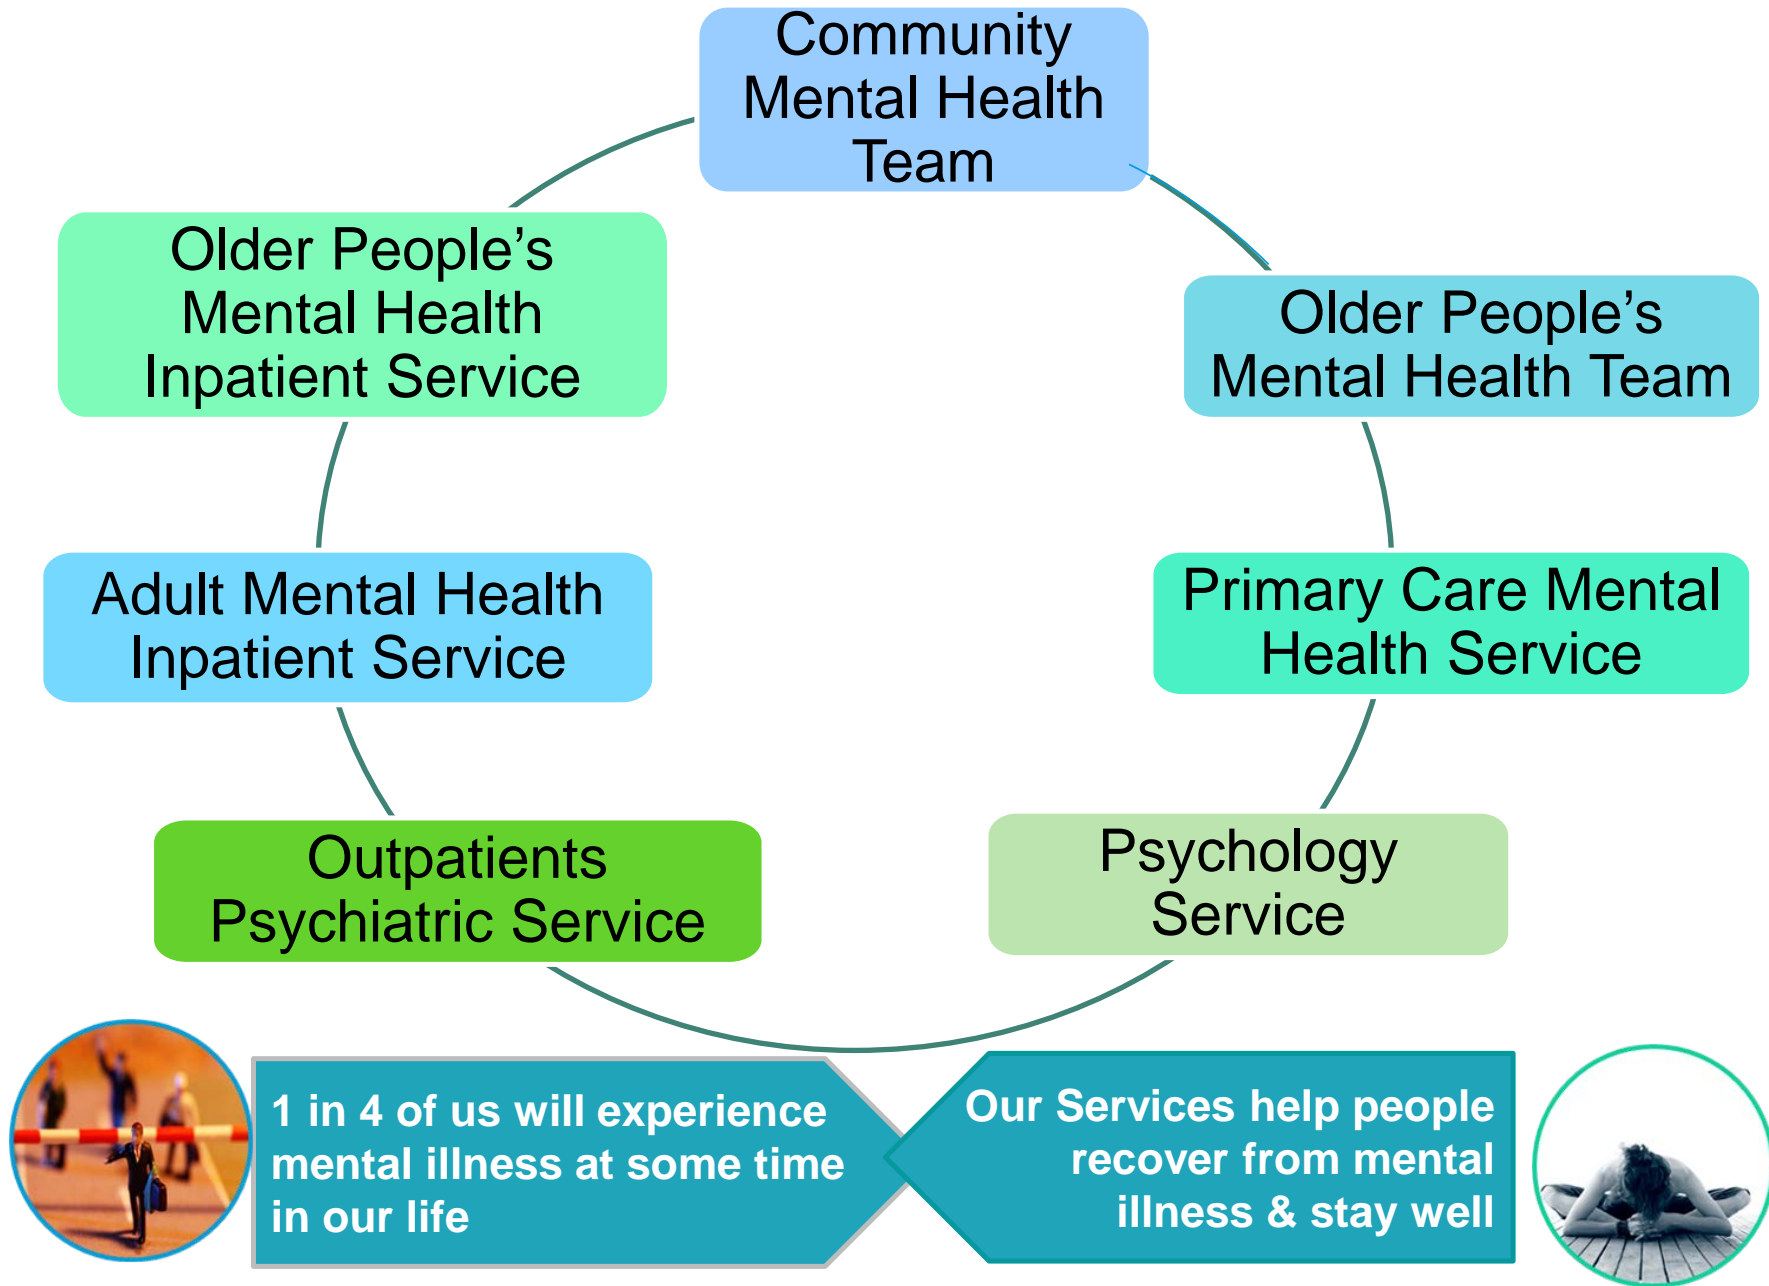 Community
Mental Health
Team
Older People’s
Mental Health
Inpatient Service
Older People’s
Mental Health Team
Adult Mental Health
Inpatient Service
Primary Care Mental
Health Service
Outpatients
Psychiatric Service
Psychology
Service
1 in 4 of us will experience
mental illness at some time
in our life
Our Services help people
recover from mental
illness & stay well